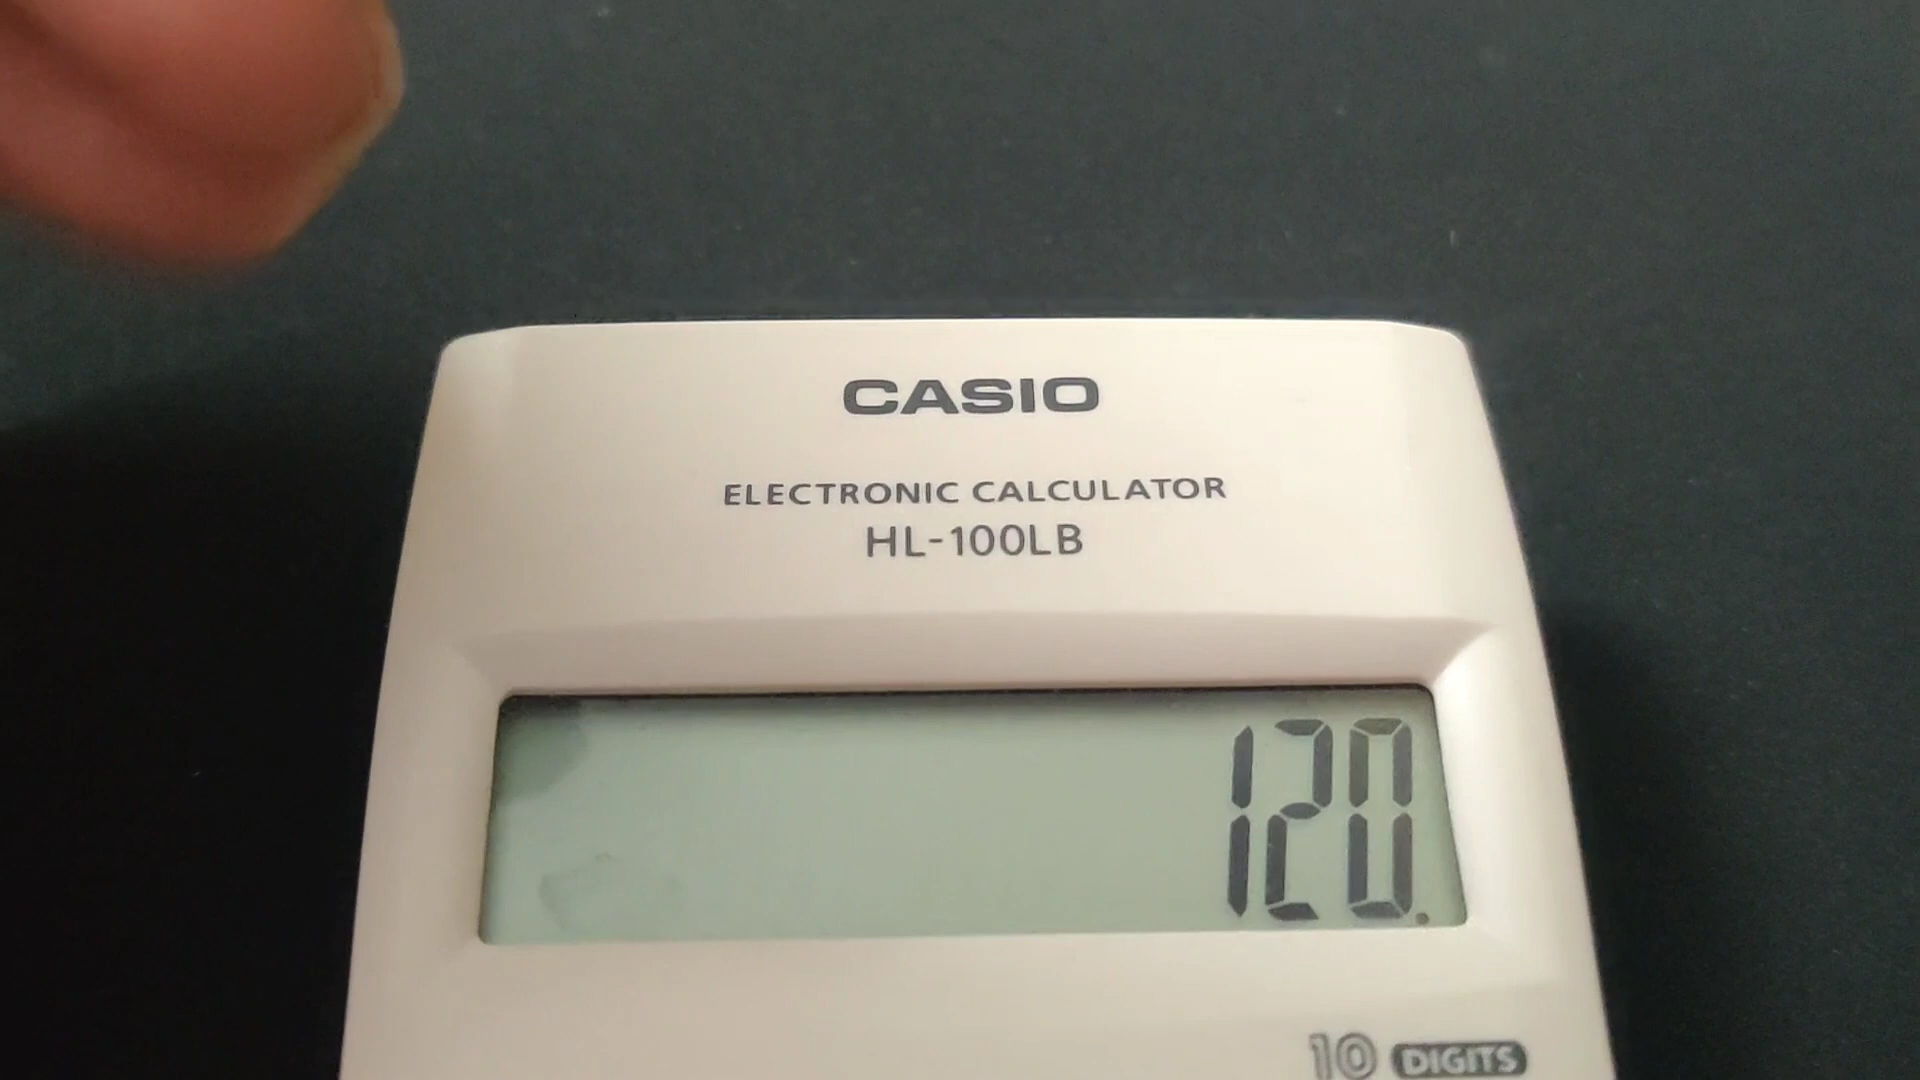 CASIO
ELECTRONIC CALCULATOR
HL-100LB
120.
10 DIGITS